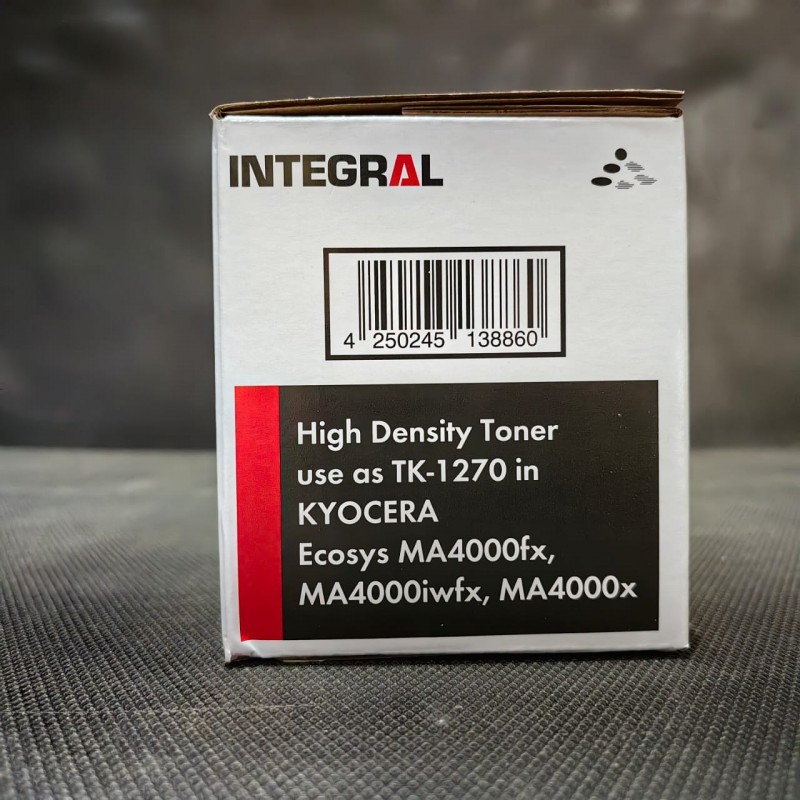 INTEGRAL
4 250245 138860
High Density Toner
use as TK-1270 in
KYOCERA
Ecosys MA4000fx,
MA4000iwfx, MA4000x